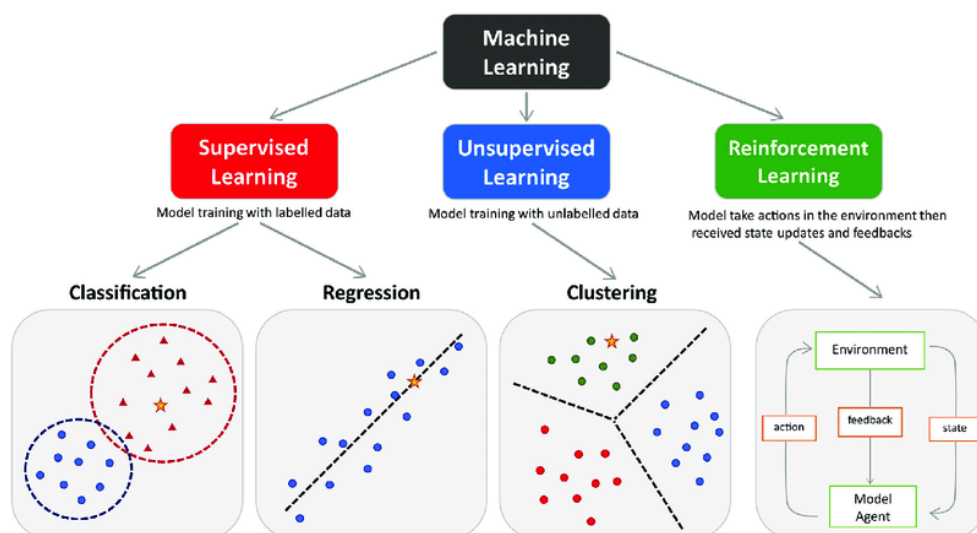 Machine
Learning
Supervised
Learning
Unsupervised
Learning
Reinforcement
Learning
Model training with labelled data
Model training with unlabelled data
Model take actions in the environment then
received state updates and feedbacks
Classification
Regression
Clustering
Environment
action
feedback
state
Model
Agent